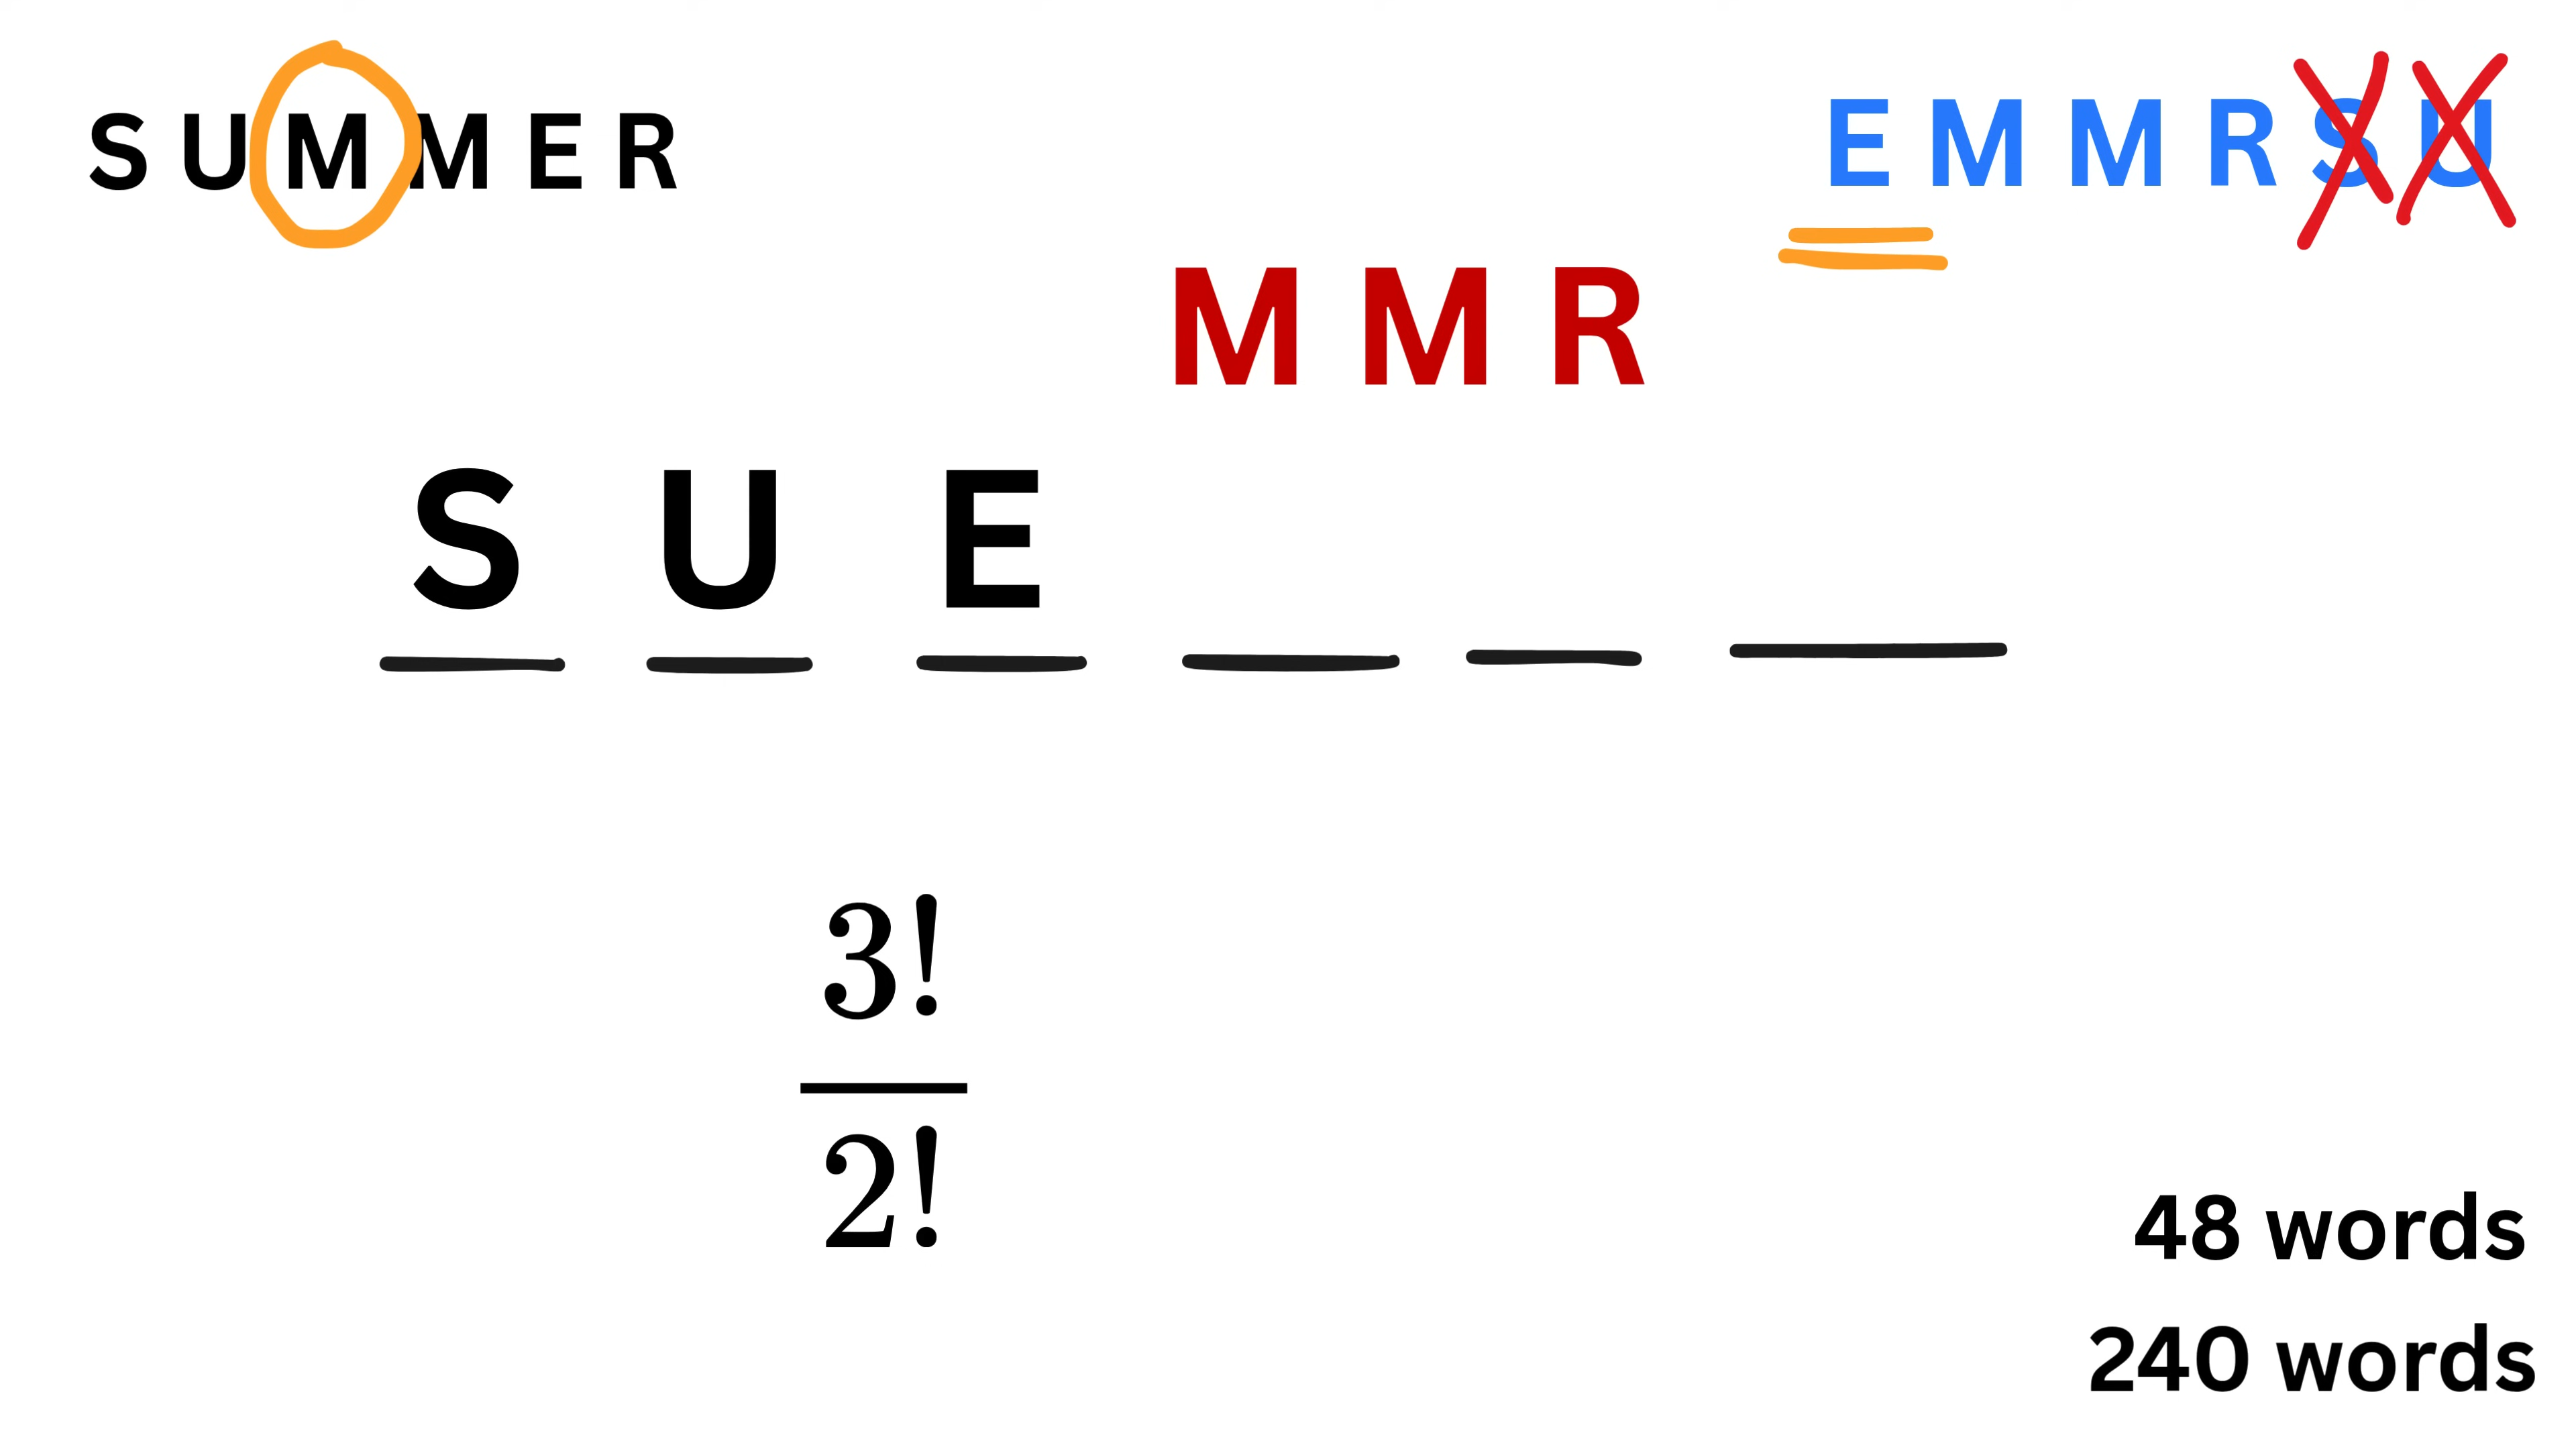 S U M M E R
E M M R S U
M M R
S U E
3!
2!
48 words
240 words